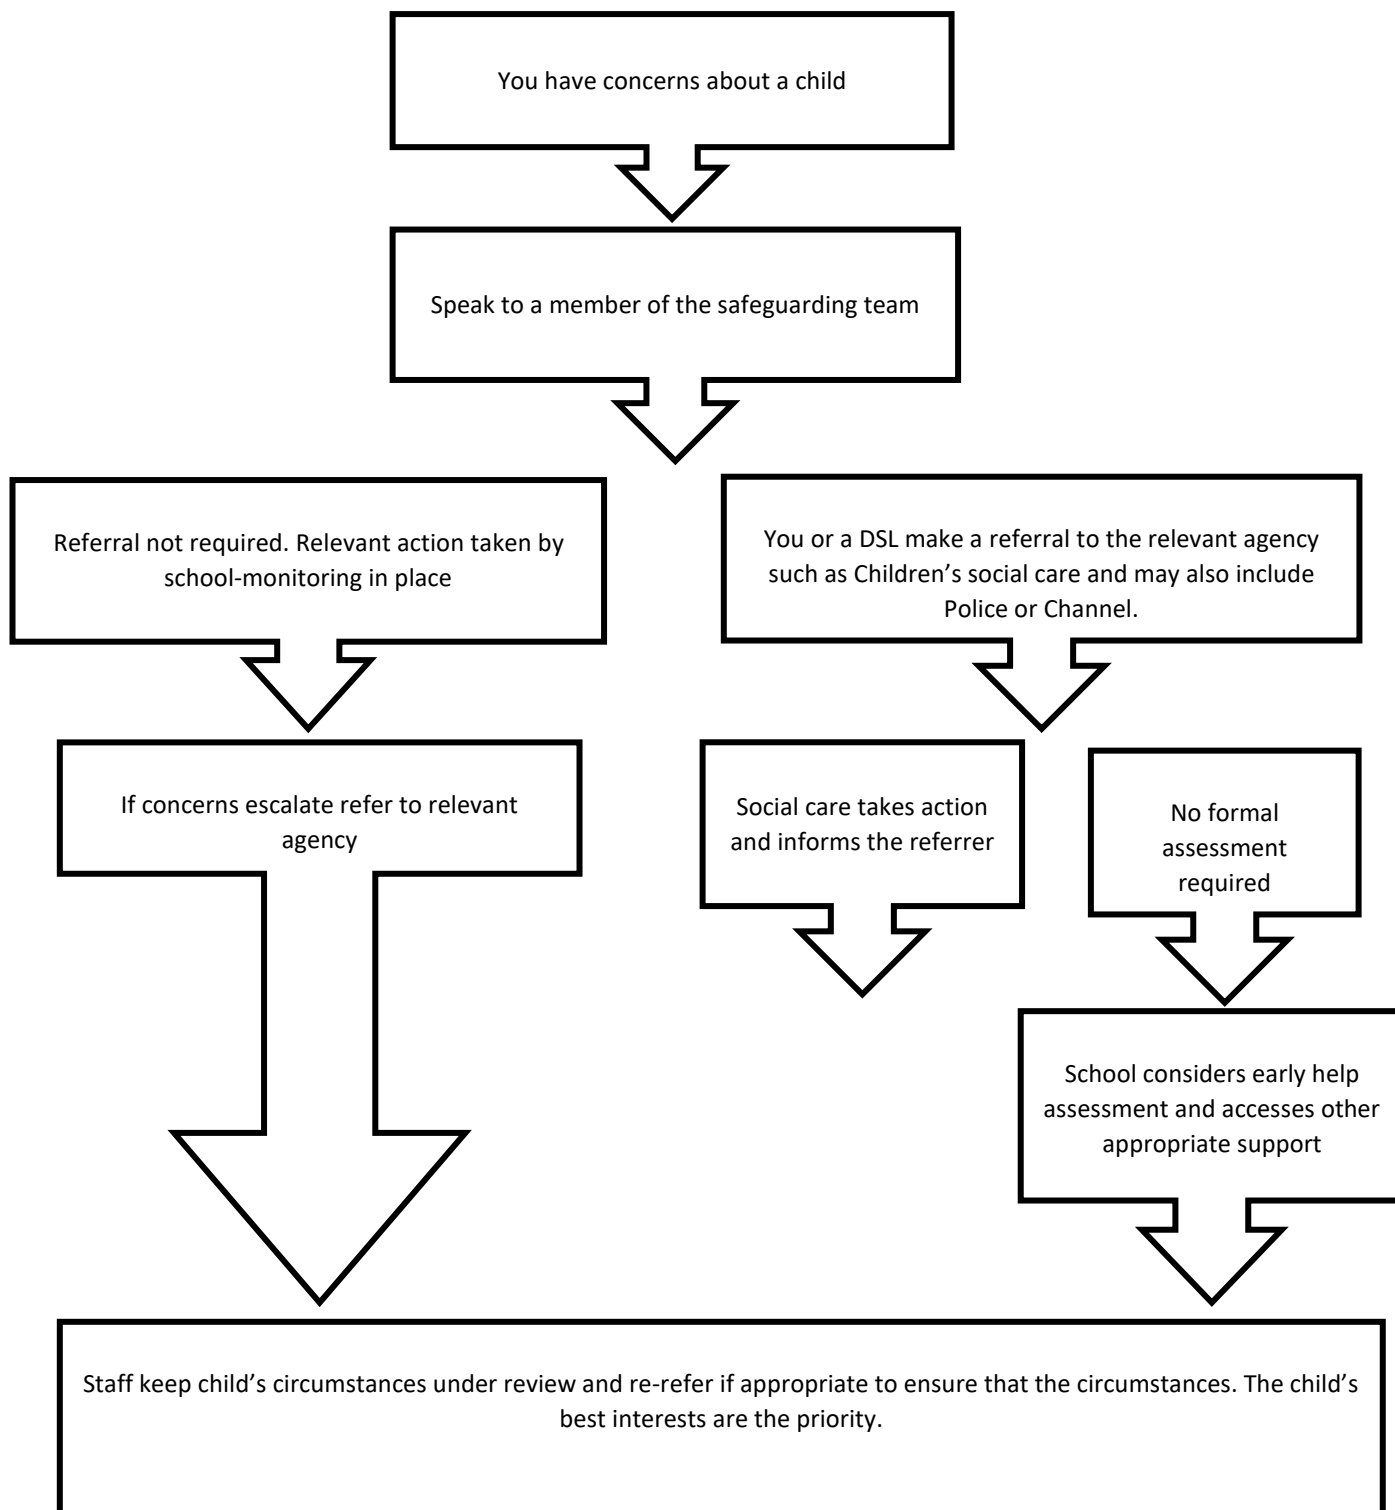 You have concerns about a child
Speak to a member of the safeguarding team
Referral not required. Relevant action taken by
school-monitoring in place
You or a DSL make a referral to the relevant agency
such as Children’s social care and may also include
Police or Channel.
If concerns escalate refer to relevant
agency
Social care takes action
and informs the referrer
No formal
assessment
required
School considers early help
assessment and accesses other
appropriate support
Staff keep child’s circumstances under review and re-refer if appropriate to ensure that the circumstances. The child’s
best interests are the priority.